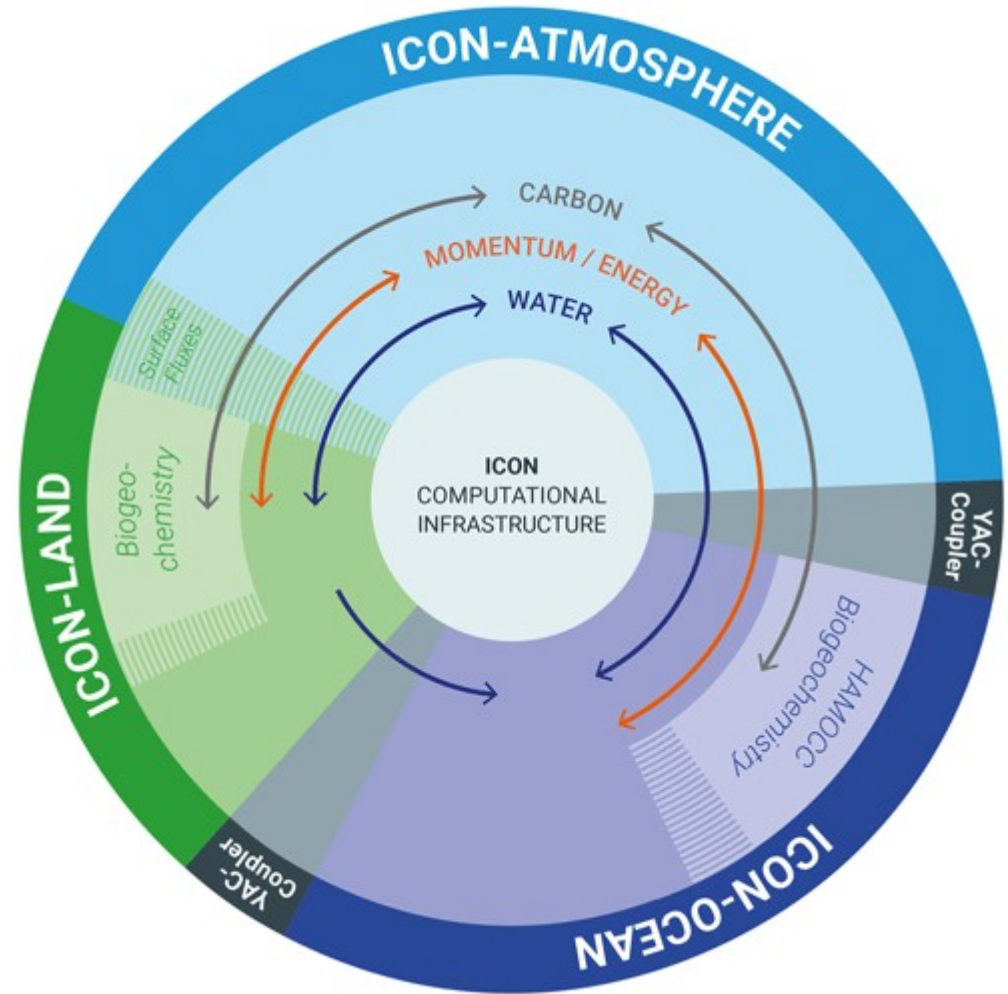 ICON-ATMOSPHERE
CARBON
MOMENTUM / ENERGY
WATER
Surface
Fluxes
ICON
COMPUTATIONAL
INFRASTRUCTURE
Biogeo-
chemistry
ICON-LAND
YAC-
Coupler
HAMOCC
Biogeochemistry
YAC-
Coupler
ICON-OCEAN